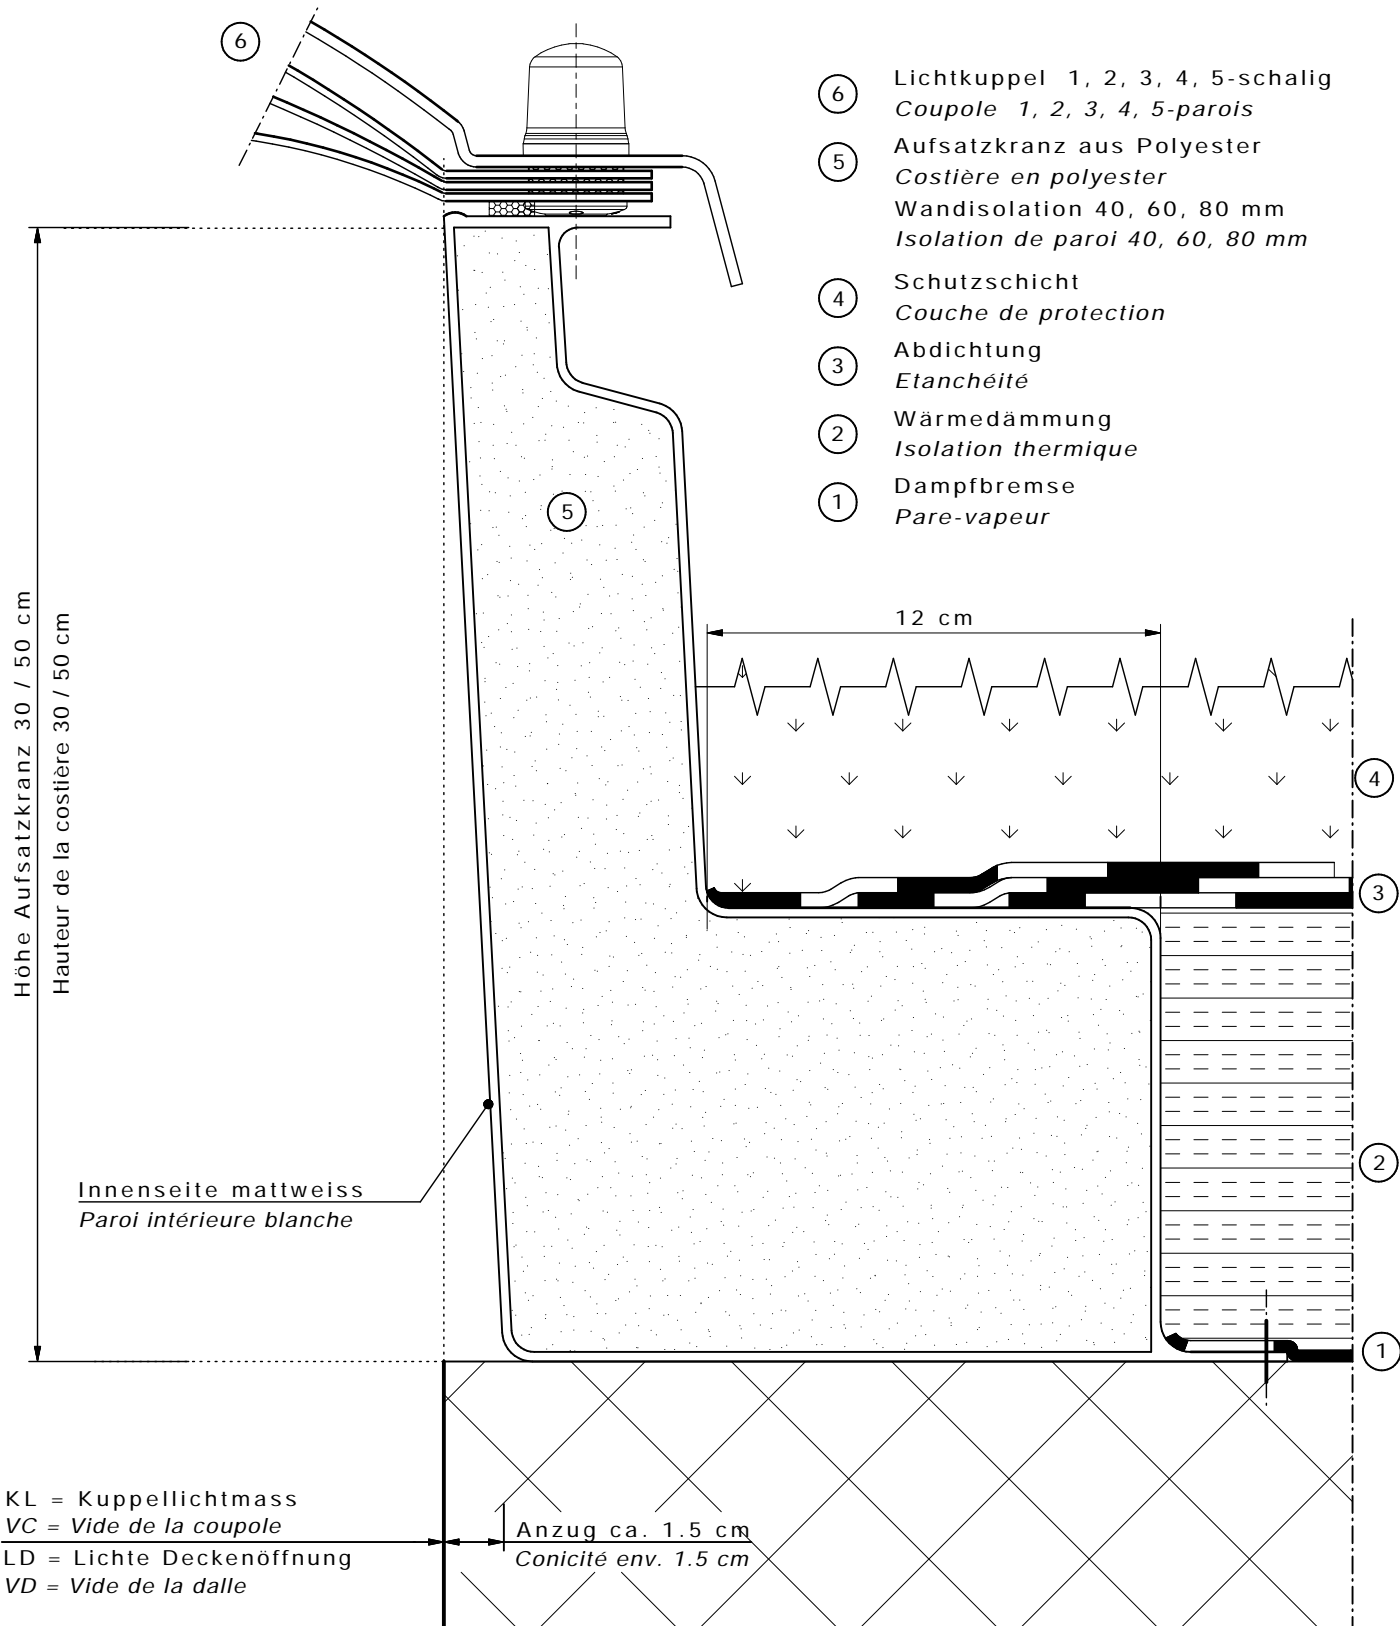 6
6
Lichtkuppel 1, 2, 3, 4, 5-schalig
Coupole 1, 2, 3, 4, 5-parois
5
Aufsatzkranz aus Polyester
Costière en polyester
Wandisolation 40, 60, 80 mm
Isolation de paroi 40, 60, 80 mm
4
Schutzschicht
Couche de protection
3
Abdichtung
Etanchéité
2
Wärmedämmung
Isolation thermique
1
Dampfbremse
Pare-vapeur
5
12 cm
Höhe Aufsatzkranz 30 / 50 cm
Hauteur de la costière 30 / 50 cm
4
3
2
1
Innenseite mattweiss
Paroi intérieure blanche
KL = Kuppellichtmass
VC = Vide de la coupole
LD = Lichte Deckenöffnung
VD = Vide de la dalle
Anzug ca. 1.5 cm
Conicité env. 1.5 cm